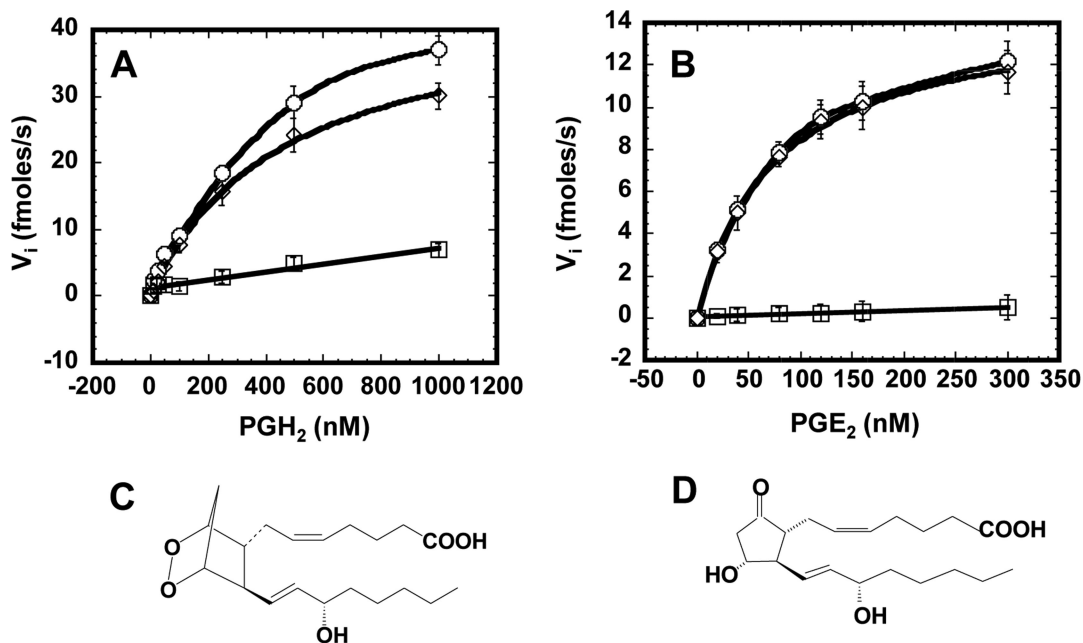 A
V_i (fmoles/s)
40
30
20
10
0
-10
-200 0 200 400 600 800 1000 1200
PGH₂ (nM)
B
V_i (fmoles/s)
14
12
10
8
6
4
2
0
-2
-50 0 50 100 150 200 250 300 350
PGE₂ (nM)
C
O
O
COOH
OH
D
O
COOH
HO
OH